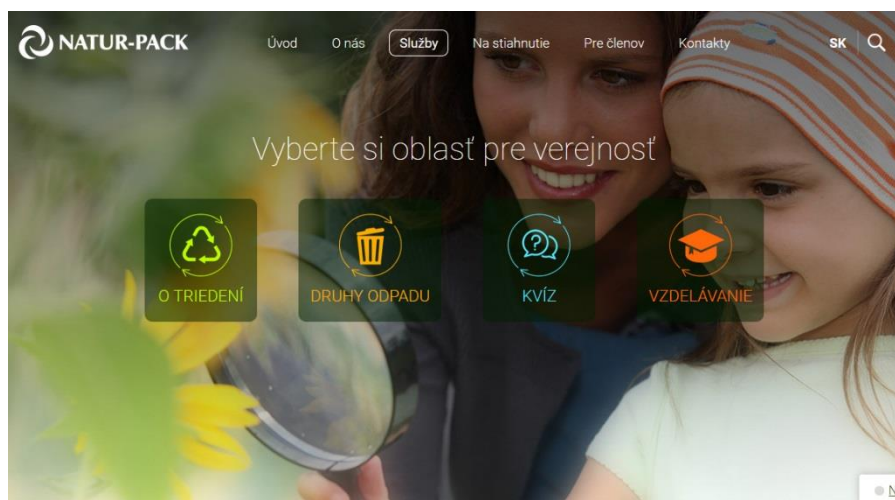 NATUR-PACK
Úvod O nás Služby Na stiahnutie Pre členov Kontakty SK
Vyberte si oblasť pre verejnosť
O TRIEDENÍ DRUHY ODPADU KVÍZ VZDELÁVANIE